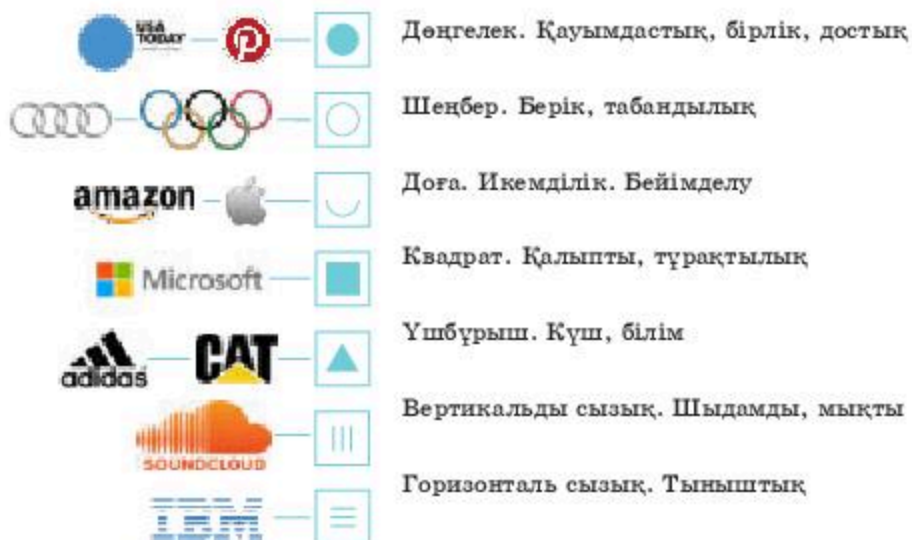 USA
TODAY
Дөңгелек. Қауымдастық, бірлік, достық
Шеңбер. Берік, табандылық
amazon
Доға. Икемділік. Бейімделу
Microsoft
Квадрат. Қалыпты, тұрақтылық
adidas
CAT
Үшбұрыш. Күш, білім
SOUNDCLOUD
Вертикальды сызық. Шыдамды, мықты
IBM
Горизонталь сызық. Тыныштық